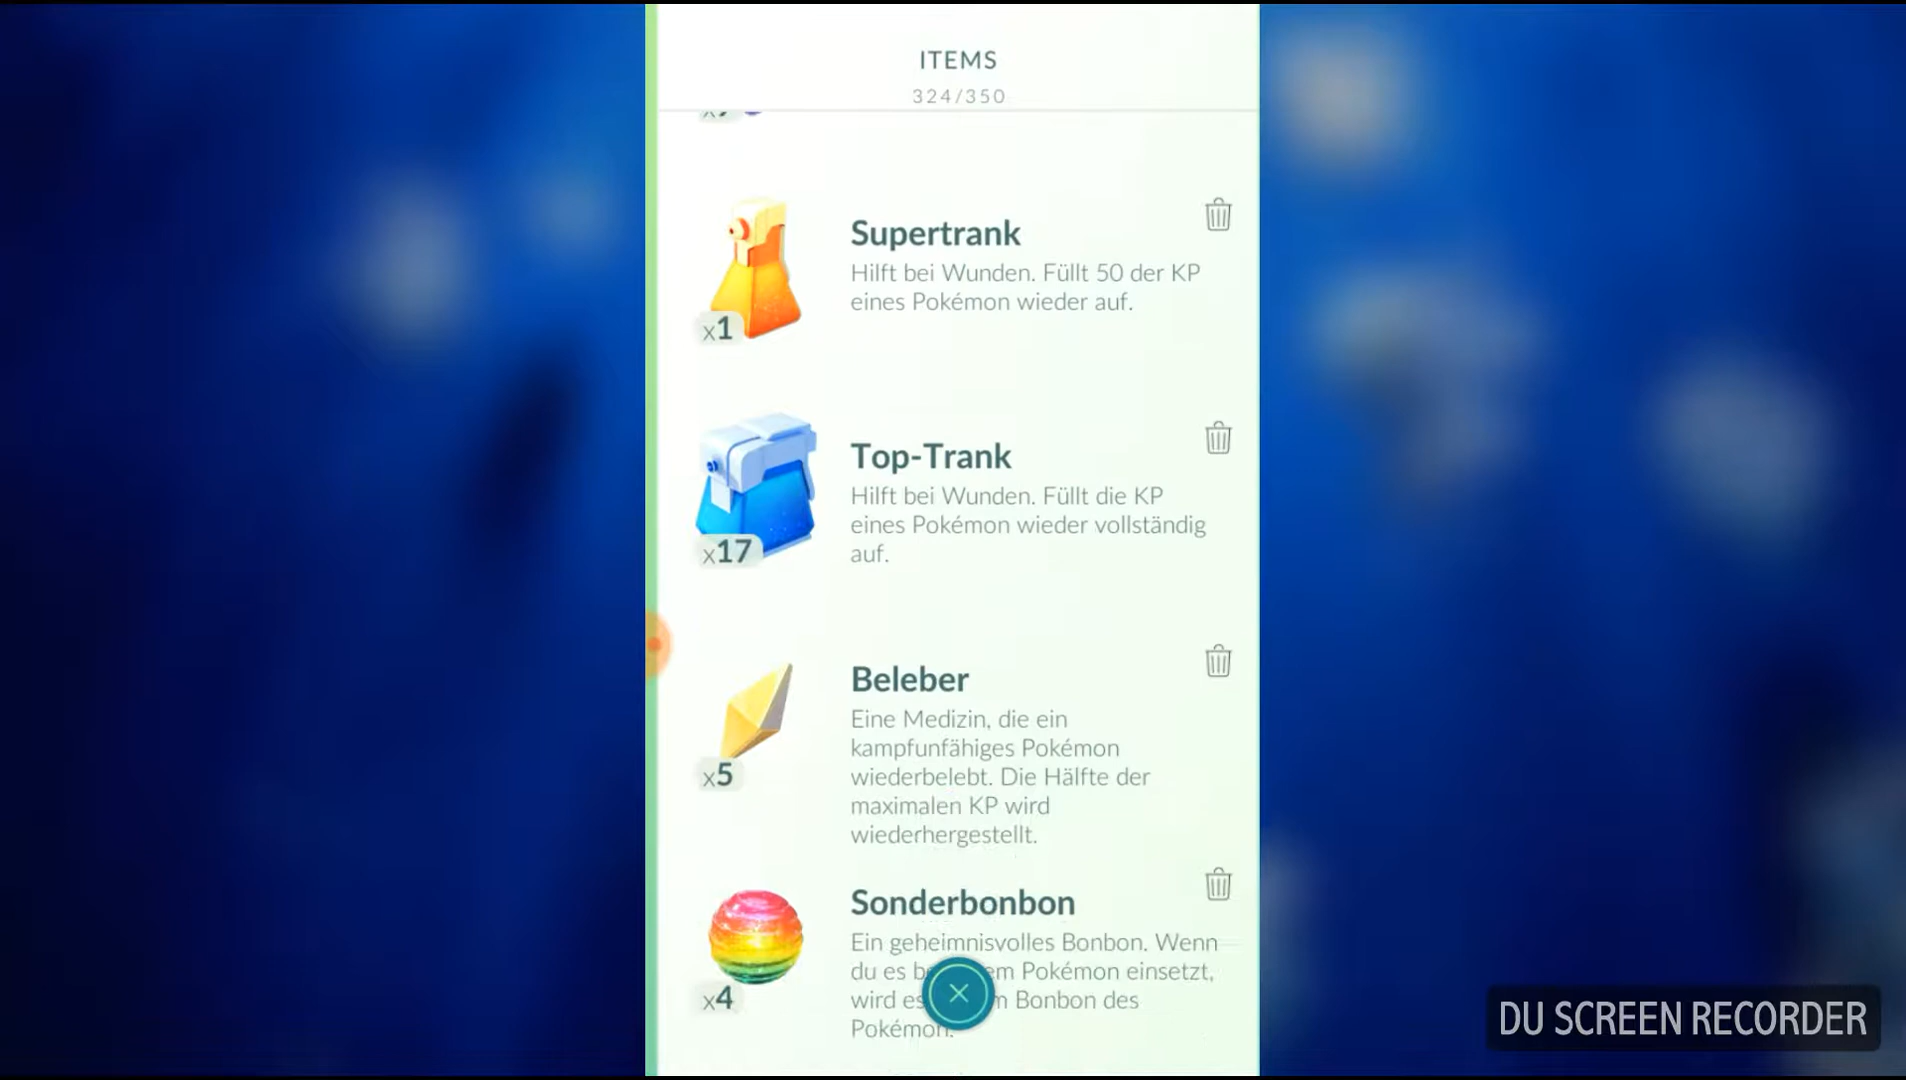 ITEMS
324/350
Supertrank
Hilft bei Wunden. Füllt 50 der KP
eines Pokémon wieder auf.
x1
Top-Trank
Hilft bei Wunden. Füllt die KP
eines Pokémon wieder vollständig
auf.
x17
Beleber
Eine Medizin, die ein
kampfunfähiges Pokémon
wiederbelebt. Die Hälfte der
maximalen KP wird
wiederhergestellt.
x5
Sonderbonbon
Ein geheimnisvolles Bonbon. Wenn
du es Pokémon einsetzt,
wird Bonbon des
Pokémon.
x4
DU SCREEN RECORDER